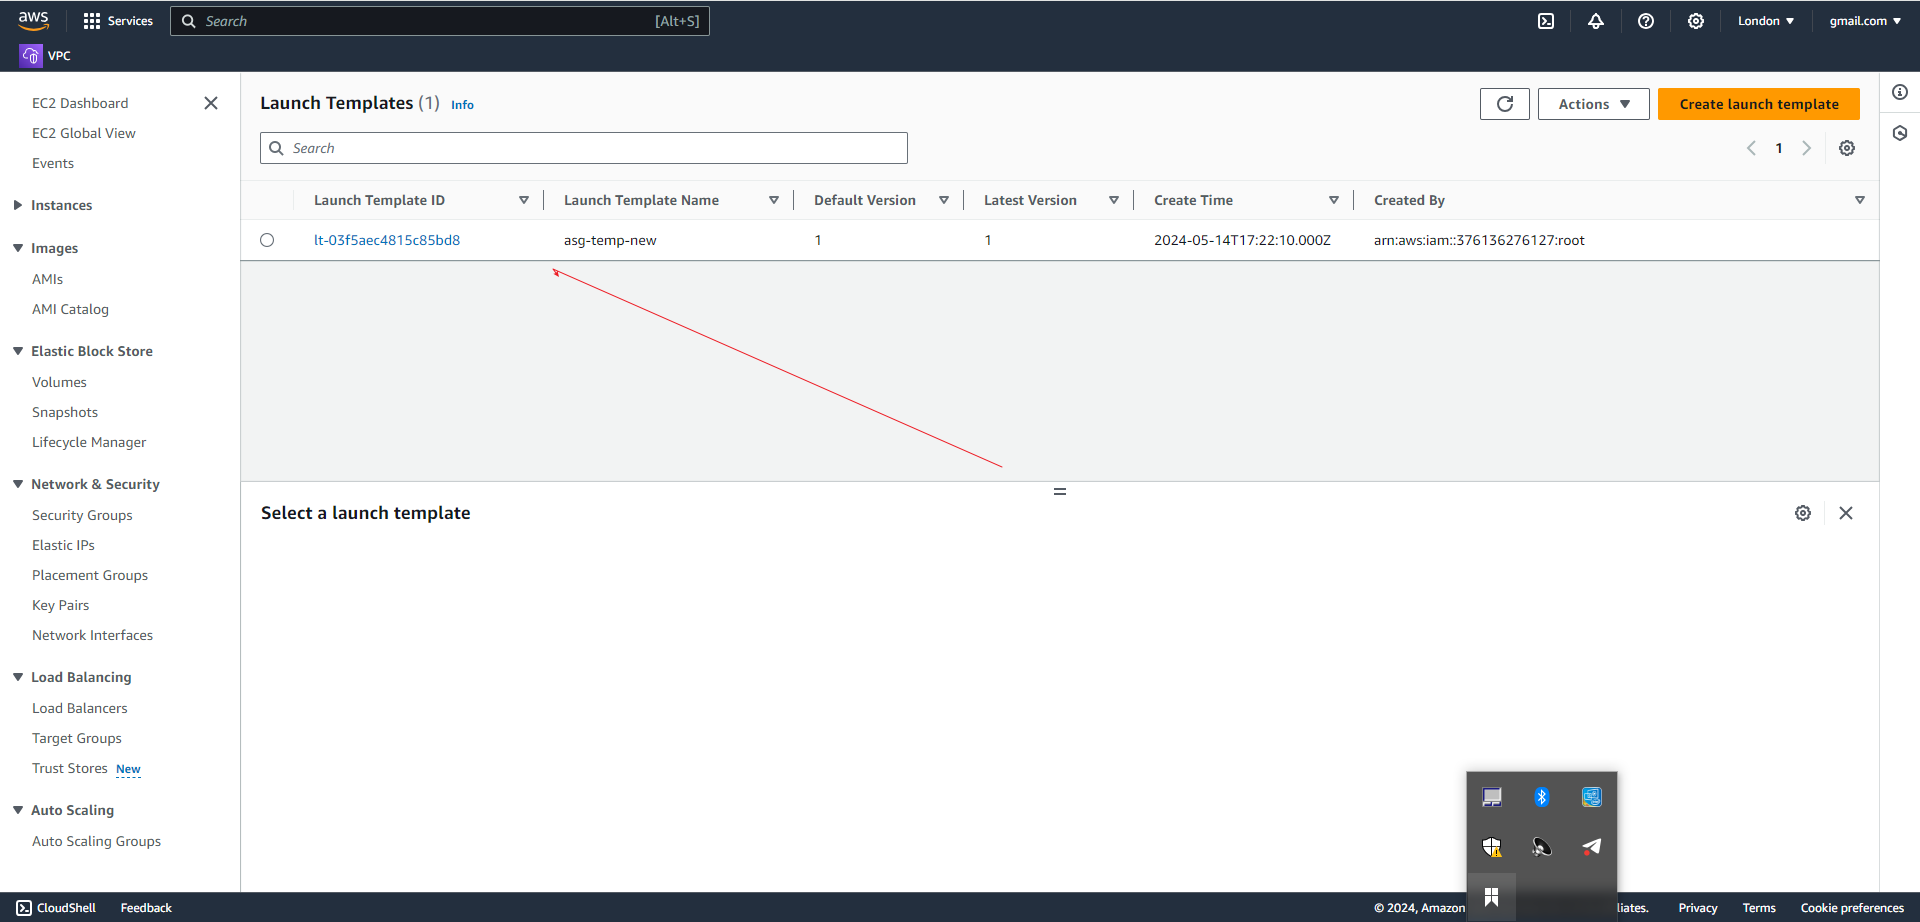 aws
Services
Search [Alt+S]
London
gmail.com
VPC
EC2 Dashboard
EC2 Global View
Events
Instances
Images
AMIs
AMI Catalog
Elastic Block Store
Volumes
Snapshots
Lifecycle Manager
Network & Security
Security Groups
Elastic IPs
Placement Groups
Key Pairs
Network Interfaces
Load Balancing
Load Balancers
Target Groups
Trust Stores New
Auto Scaling
Auto Scaling Groups
Launch Templates (1) Info
Actions
Create launch template
Search
1
Launch Template ID Launch Template Name Default Version Latest Version Create Time Created By
lt-03f5aec4815c85bd8 asg-temp-new 1 1 2024-05-14T17:22:10.000Z arn:aws:iam::376136276127:root
Select a launch template
CloudShell Feedback © 2024, Amazon liates. Privacy Terms Cookie preferences